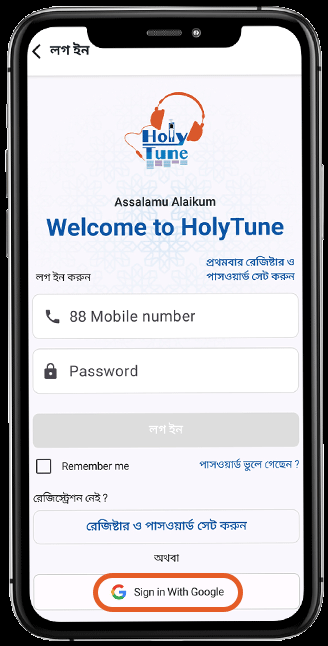 লগ ইন
Holy
Tune
Assalamu Alaikum
Welcome to HolyTune
প্রথমবার রেজিষ্টার ও
পাসওয়ার্ড সেট করুন
লগ ইন করুন
88 Mobile number
Password
লগ ইন
Remember me
পাসওয়ার্ড ভুলে গেছেন ?
রেজিস্ট্রেশন নেই ?
রেজিষ্টার ও পাসওয়ার্ড সেট করুন
অথবা
Sign in With Google